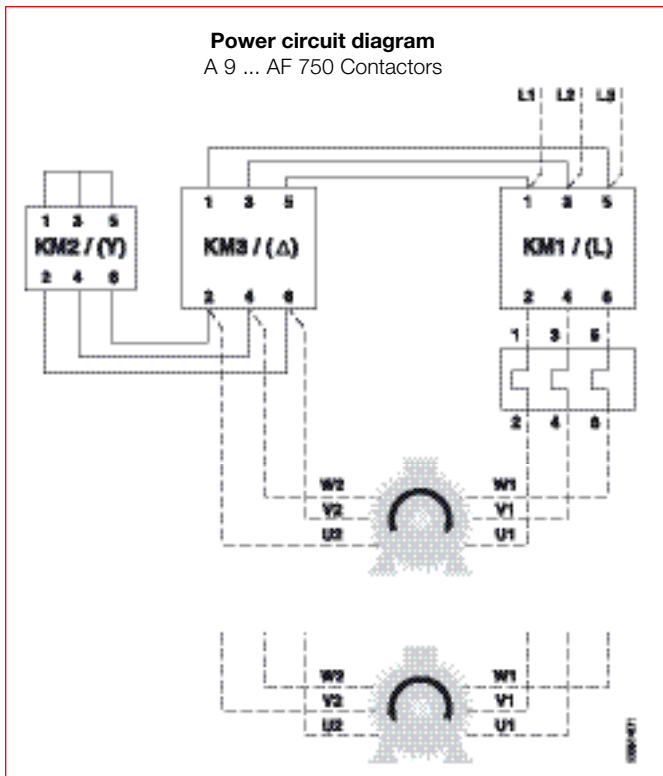 Power circuit diagram
A 9 ... AF 750 Contactors
L1 L2 L3
1 3 5
KM2 / (Y)
2 4 6
1 3 5
KM3 / (Δ)
2 4 6
1 3 5
KM1 / (L)
2 4 6
1 3 5
2 4 6
W2 W1
V2 V1
U2 U1
W2 W1
V2 V1
U2 U1